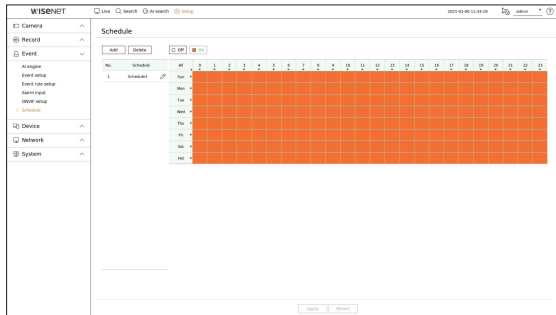 WISENET
Live Search AI search Setup
2021-01-06 11:34:18 admin
Camera
Record
Event
AI engine
Event setup
Event rule setup
Alarm input
ONVIF setup
Schedule
Device
Network
System
Schedule
Add Delete Off On
No. Schedule All 0 1 2 3 4 5 6 7 8 9 10 11 12 13 14 15 16 17 18 19 20 21 22 23
1 Schedule1 Sun
Mon
Tue
Wed
Thu
Fri
Sat
Hol
Apply Revert